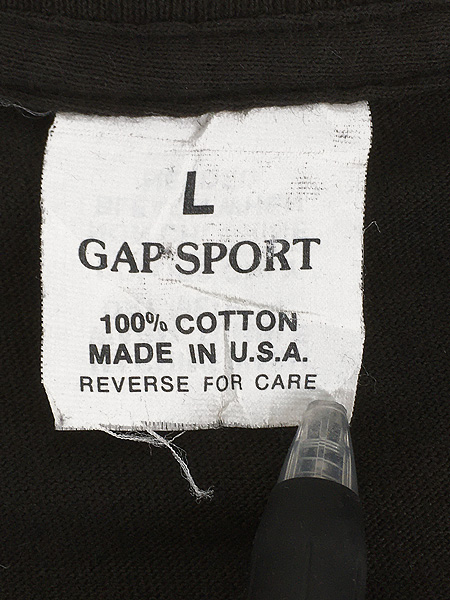 L
GAP SPORT
100% COTTON
MADE IN U.S.A.
REVERSE FOR CARE